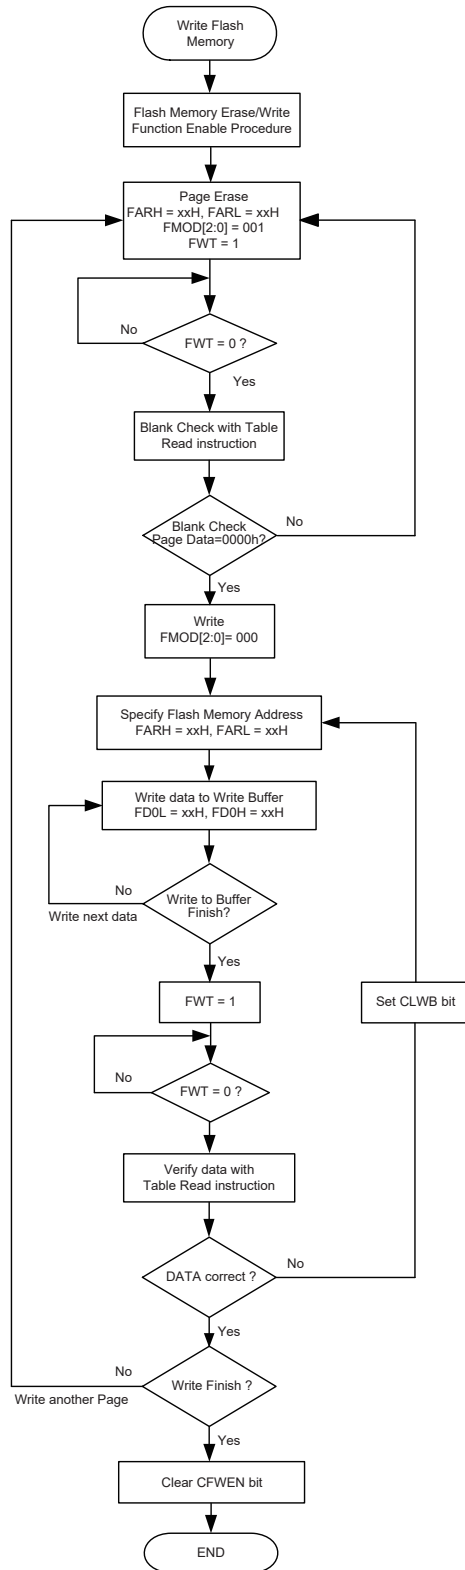 Write Flash
Memory
Flash Memory Erase/Write
Function Enable Procedure
Page Erase
FARH = xxH, FARL = xxH
FMOD[2:0] = 001
FWT = 1
No
FWT = 0 ?
Yes
Blank Check with Table
Read instruction
No
Blank Check
Page Data=0000h?
Yes
Write
FMOD[2:0]= 000
Specify Flash Memory Address
FARH = xxH, FARL = xxH
Write data to Write Buffer
FD0L = xxH, FD0H = xxH
No
Write to Buffer
Finish?
Write next data
Yes
FWT = 1
Set CLWB bit
No
FWT = 0 ?
Verify data with
Table Read instruction
No
DATA correct ?
Yes
No
Write Finish ?
Write another Page
Yes
Clear CFWEN bit
END